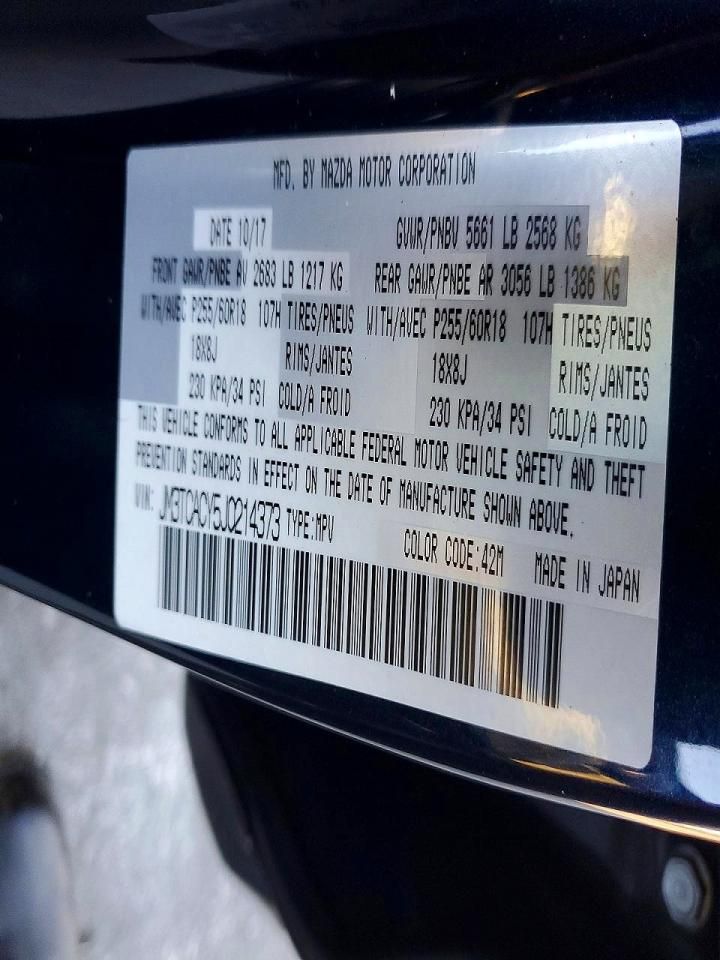 MFD. BY MAZDA MOTOR CORPORATION
DATE 10/17 GVWR/PNBV 5661 LB 2568 KG
FRONT GAWR/PNBE AV 2683 LB 1217 KG REAR GAWR/PNBE AR 3056 LB 1386 KG
WITH/AVEC P255/60R18 107H TIRES/PNEUS WITH/AVEC P255/60R18 107H TIRES/PNEUS
18X8J RIMS/JANTES 18X8J RIMS/JANTES
230 KPA/34 PSI COLD/A FROID 230 KPA/34 PSI COLD/A FROID
THIS VEHICLE CONFORMS TO ALL APPLICABLE FEDERAL MOTOR VEHICLE SAFETY AND THEFT
PREVENTION STANDARDS IN EFFECT ON THE DATE OF MANUFACTURE SHOWN ABOVE.
VIN: JM3TCACY5J0214373 TYPE:MPV COLOR CODE:42M MADE IN JAPAN